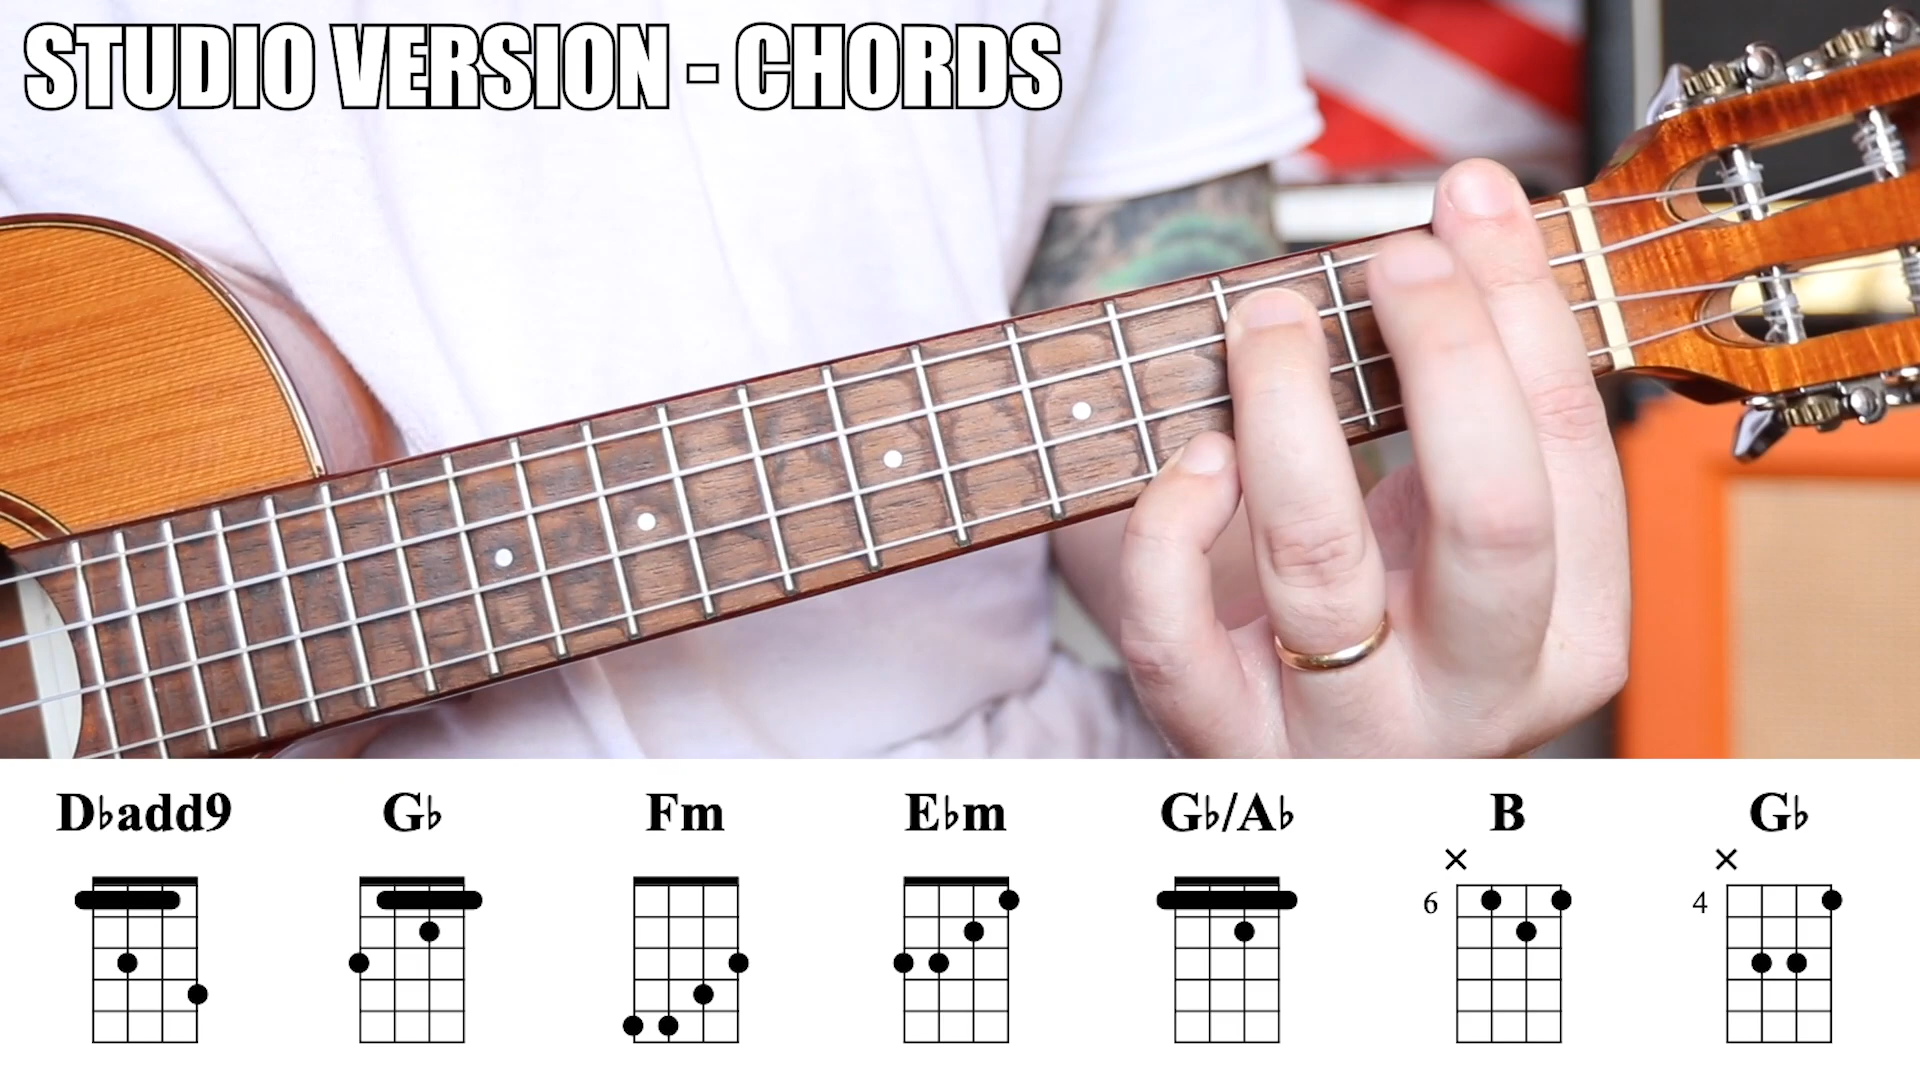 STUDIO VERSION - CHORDS
D♭add9 G♭ Fm E♭m G♭/A♭ B G♭
× ×
6 4